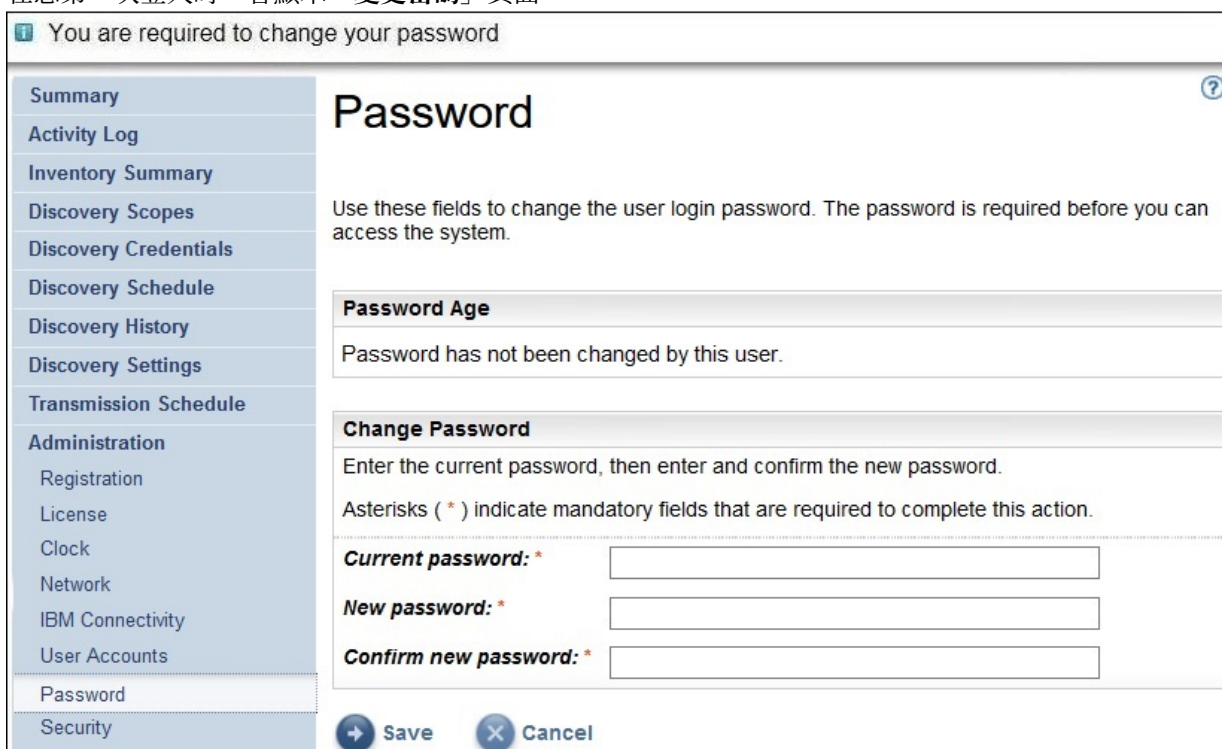 在您第一次登入時，會顯示「變更密碼」頁面
You are required to change your password
Summary
Activity Log
Inventory Summary
Discovery Scopes
Discovery Credentials
Discovery Schedule
Discovery History
Discovery Settings
Transmission Schedule
Administration
Registration
License
Clock
Network
IBM Connectivity
User Accounts
Password
Security
?
Password
Use these fields to change the user login password. The password is required before you can
access the system.
Password Age
Password has not been changed by this user.
Change Password
Enter the current password, then enter and confirm the new password.
Asterisks ( * ) indicate mandatory fields that are required to complete this action.
Current password: *
New password: *
Confirm new password: *
Save Cancel